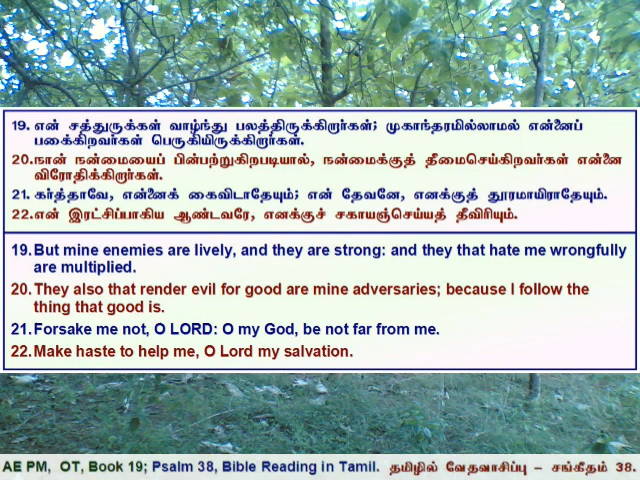 19. என் சத்துருக்கள் வாழ்ந்து பலத்திருக்கிறார்கள்; முகாந்தரமில்லாமல் என்னைப்
பகைக்கிறவர்கள் பெருகியிருக்கிறார்கள்.
20. நான் நன்மையைப் பின்பற்றுகிறபடியால், நன்மைக்குத் தீமைசெய்கிறவர்கள் என்னை
விரோதிக்கிறார்கள்.
21. கர்த்தாவே, என்னைக் கைவிடாதேயும்; என் தேவனே, எனக்குத் தூரமாயிராதேயும்.
22. என் இரட்சிப்பாகிய ஆண்டவரே, எனக்குச் சகாயஞ்செய்யத் தீவிரியும்.
19. But mine enemies are lively, and they are strong: and they that hate me wrongfully
are multiplied.
20. They also that render evil for good are mine adversaries; because I follow the
thing that good is.
21. Forsake me not, O LORD: O my God, be not far from me.
22. Make haste to help me, O Lord my salvation.
AE PM, OT, Book 19; Psalm 38, Bible Reading in Tamil. தமிழில் வேதவாசிப்பு – சங்கீதம் 38.